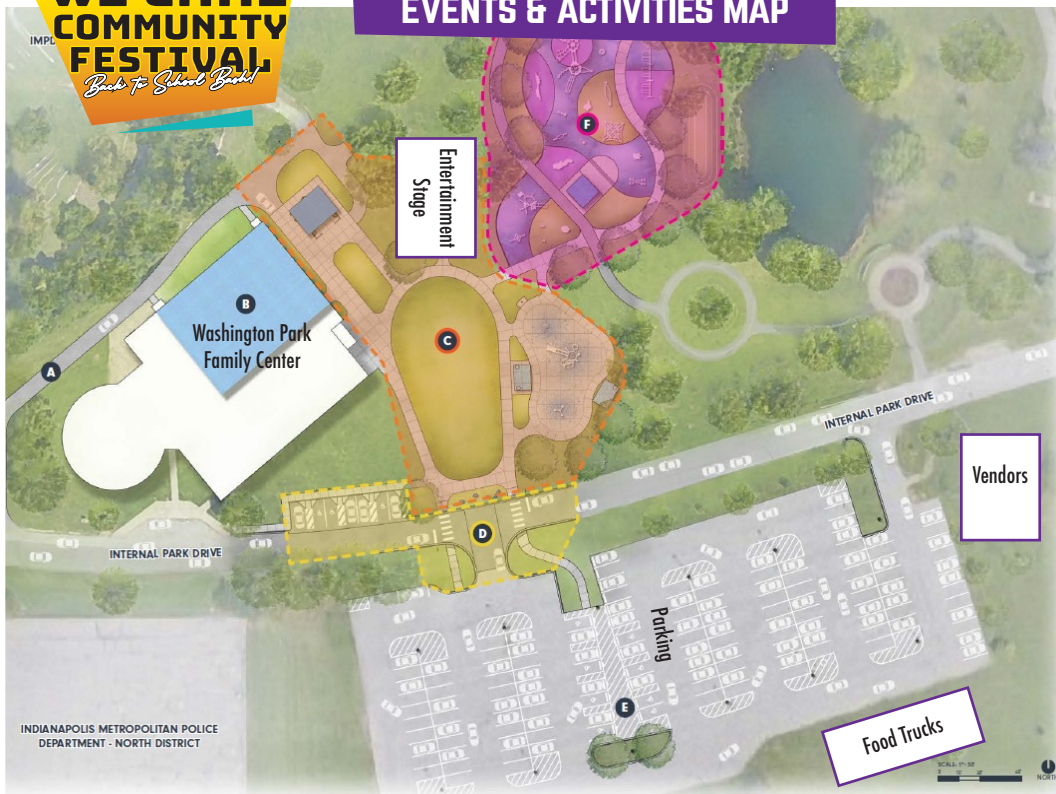 COMMUNITY
FESTIVAL
Back to School Bash!
EVENTS & ACTIVITIES MAP
F
Entertainment
Stage
B
Washington Park
Family Center
C
A
INTERNAL PARK DRIVE
Vendors
D
INTERNAL PARK DRIVE
Parking
E
INDIANAPOLIS METROPOLITAN POLICE
DEPARTMENT - NORTH DISTRICT
Food Trucks
NORTH